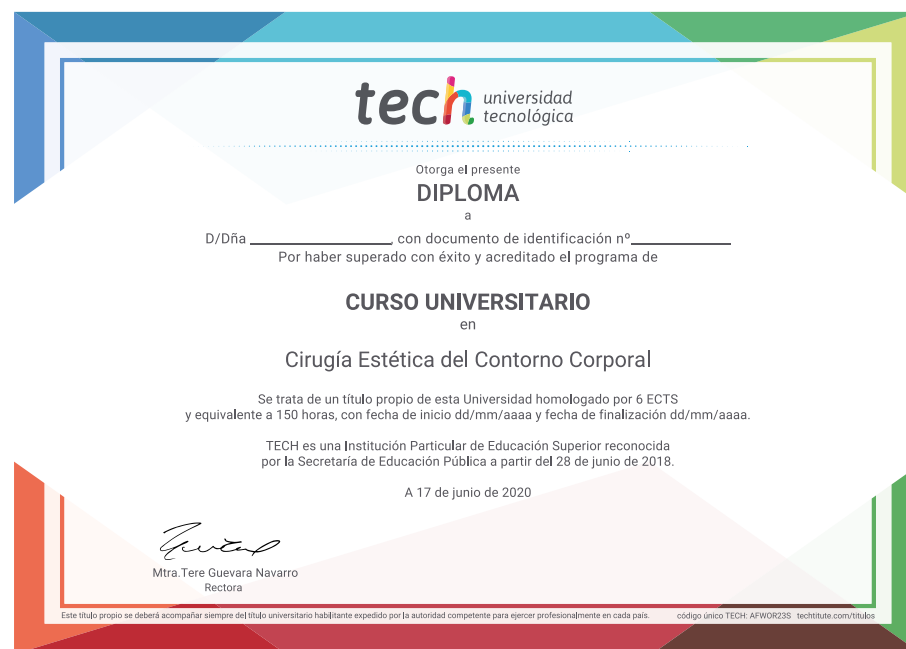 tech universidad
tecnológica
Otorga el presente
DIPLOMA
a
D/Dña ____________________, con documento de identificación nº______________
Por haber superado con éxito y acreditado el programa de
CURSO UNIVERSITARIO
en
Cirugía Estética del Contorno Corporal
Se trata de un título propio de esta Universidad homologado por 6 ECTS
y equivalente a 150 horas, con fecha de inicio dd/mm/aaaa y fecha de finalización dd/mm/aaaa.
TECH es una Institución Particular de Educación Superior reconocida
por la Secretaría de Educación Pública a partir del 28 de junio de 2018.
A 17 de junio de 2020
Mtra.Tere Guevara Navarro
Rectora
Este título propio se deberá acompañar siempre del título universitario habilitante expedido por la autoridad competente para ejercer profesionalmente en cada país. código único TECH: AFWOR23S techtitute.com/titulos